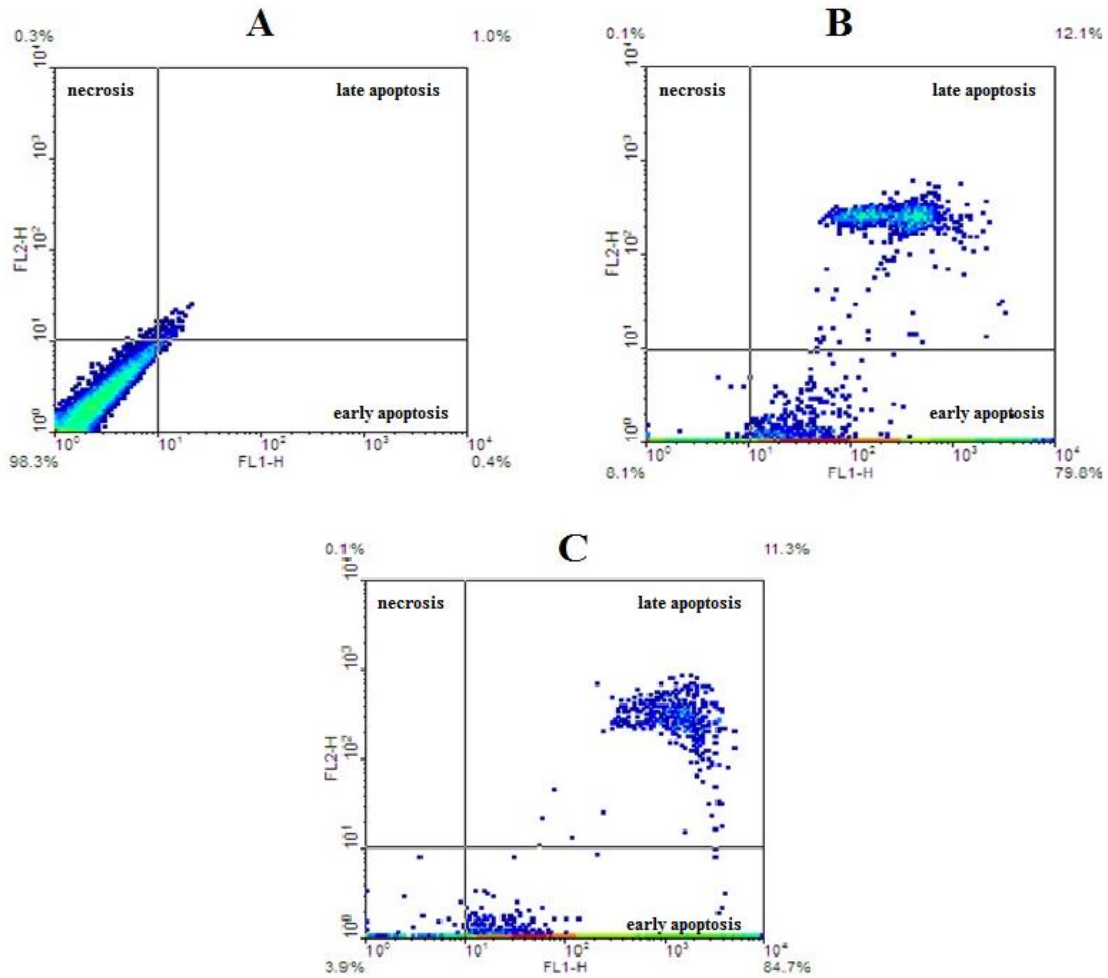 A
0.3% 1.0%
10⁴
necrosis late apoptosis
10³
FL2-H
10²
10¹
early apoptosis
10⁰
10⁰ 10¹ 10² 10³ 10⁴
98.3% FL1-H 0.4%
B
0.1% 12.1%
10⁴
necrosis late apoptosis
10³
FL2-H
10²
10¹
early apoptosis
10⁰
10⁰ 10¹ 10² 10³ 10⁴
8.1% FL1-H 79.8%
C
0.1% 11.3%
10⁴
necrosis late apoptosis
10³
FL2-H
10²
10¹
early apoptosis
10⁰
10⁰ 10¹ 10² 10³ 10⁴
3.9% FL1-H 84.7%